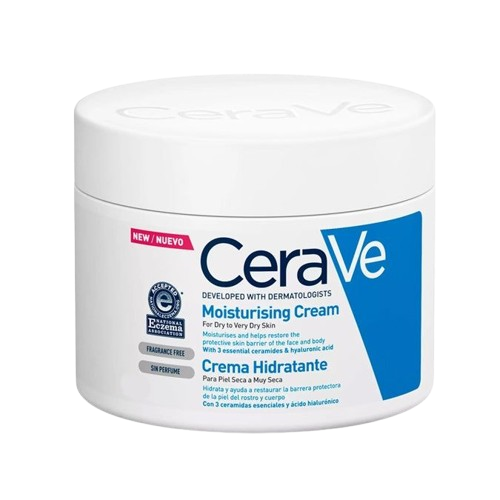 CeraVe
NEW / NUEVO
CeraVe
DEVELOPED WITH DERMATOLOGISTS
Moisturising Cream
For Dry to Very Dry Skin
Moisturises and helps restore the
protective skin barrier of the face and body
With 3 essential ceramides & hyaluronic acid
Crema Hidratante
Para Piel Seca a Muy Seca
Hidrata y ayuda a restaurar la barrera protectora
de la piel del rostro y cuerpo
Con 3 ceramidas esenciales y ácido hialurónico
ACCEPTED
e
NATIONAL
Eczema
ASSOCIATION
FRAGRANCE FREE
SIN PERFUME